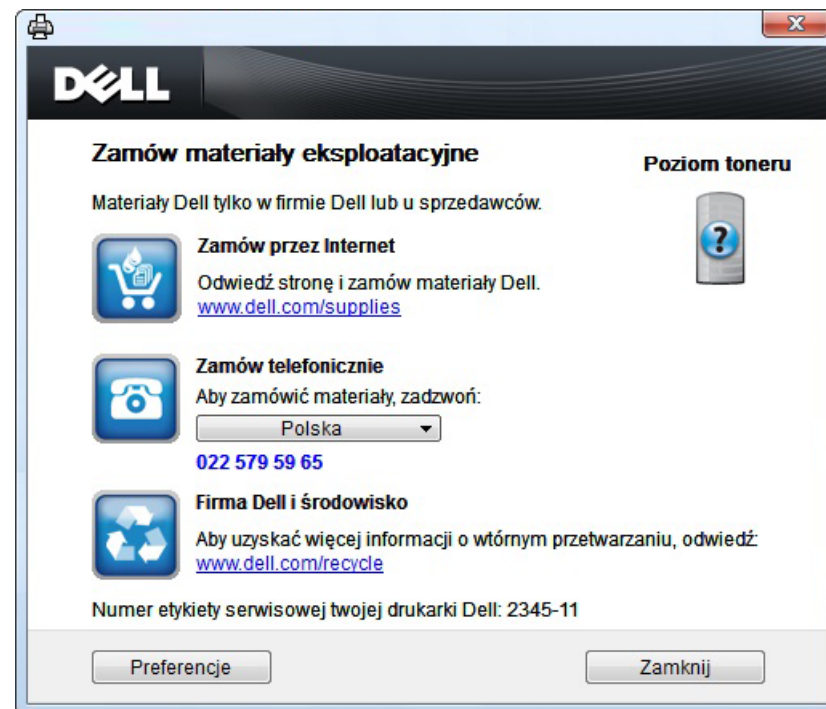 DELL
Zamów materiały eksploatacyjne
Poziom toneru
Materiały Dell tylko w firmie Dell lub u sprzedawców.
?
Zamów przez Internet
Odwiedź stronę i zamów materiały Dell.
www.dell.com/supplies
Zamów telefonicznie
Aby zamówić materiały, zadzwoń:
Polska
022 579 59 65
Firma Dell i środowisko
Aby uzyskać więcej informacji o wtórnym przetwarzaniu, odwiedź:
www.dell.com/recycle
Numer etykiety serwisowej twojej drukarki Dell: 2345-11
Preferencje
Zamknij